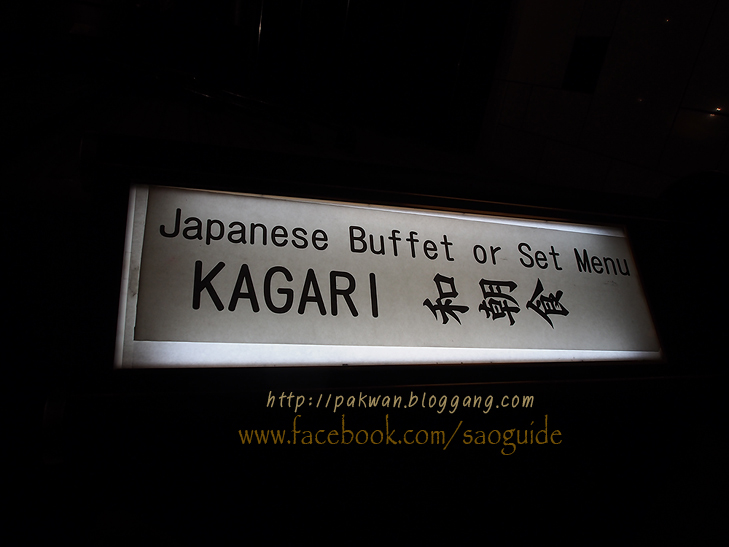 Japanese Buffet or Set Menu
KAGARI 和朝食
http://pakwan.bloggang.com
www.facebook.com/saoguide